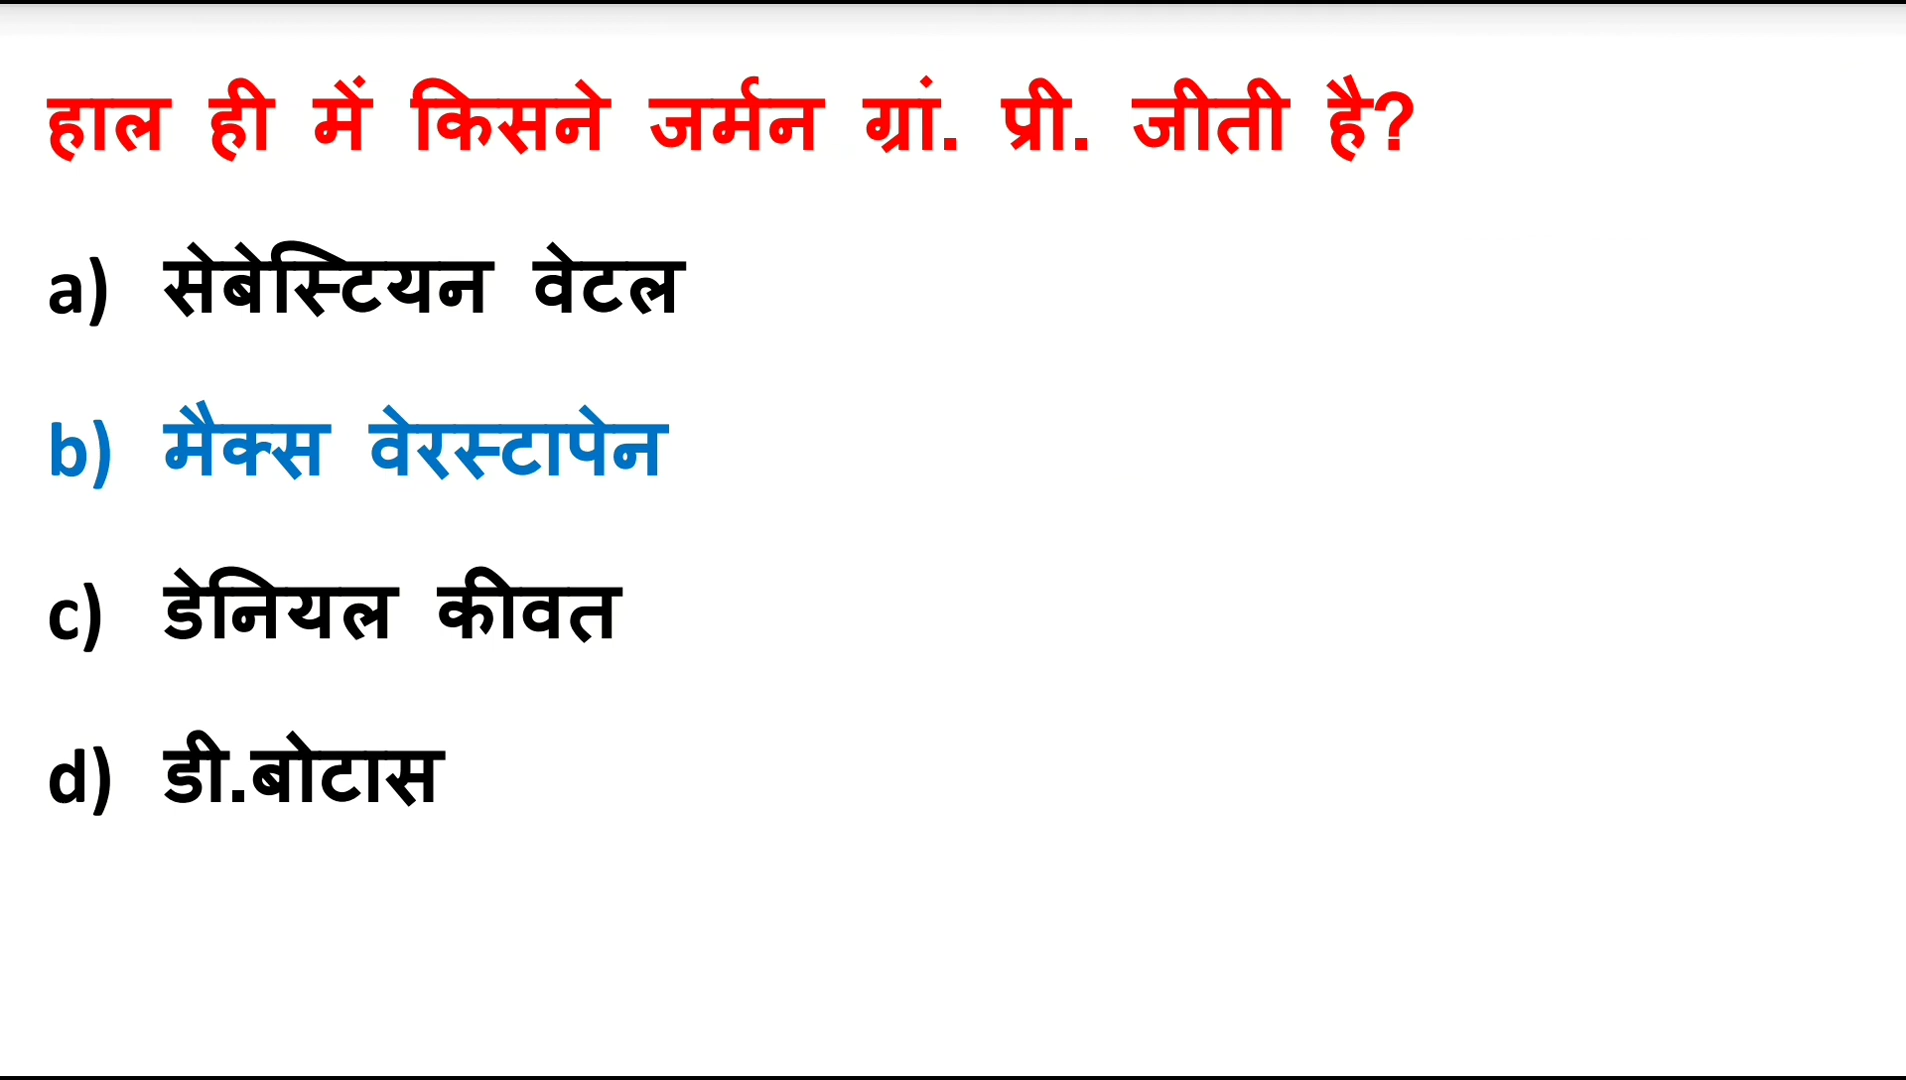 हाल ही में किसने जर्मन ग्रां. प्री. जीती है?
a) सेबेस्टियन वेटल
b) मैक्स वेरस्टापेन
c) डेनियल कीवत
d) डी.बोटास